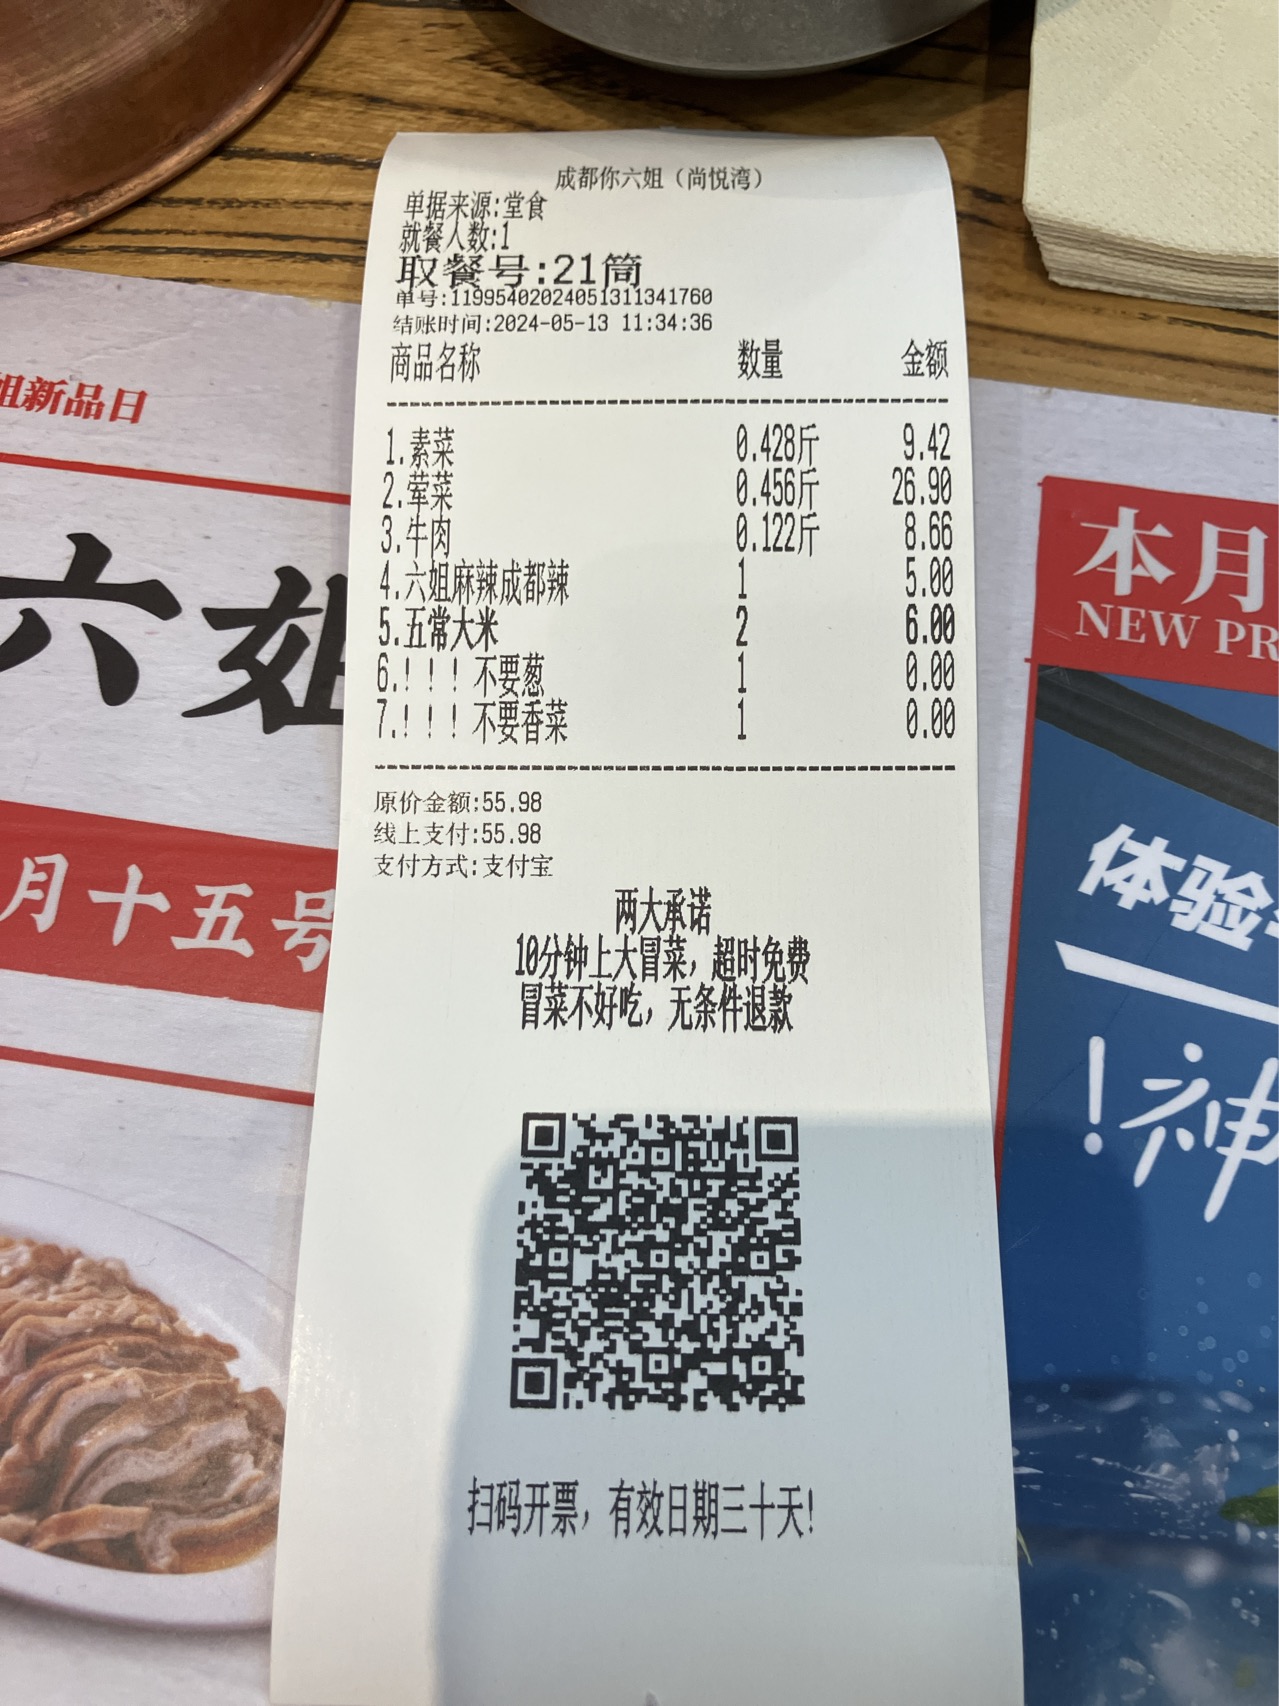 成都你六姐（尚悦湾）
单据来源:堂食
就餐人数:1
取餐号:21筒
单号:11995402024051311341760
结账时间:2024-05-13 11:34:36
商品名称 数量 金额
1.素菜 0.428斤 9.42
2.荤菜 0.456斤 26.90
3.牛肉 0.122斤 8.66
4.六姐麻辣成都辣 1 5.00
5.五常大米 2 6.00
6.！！！不要葱 1 0.00
7.！！！不要香菜 1 0.00
原价金额:55.98
线上支付:55.98
支付方式:支付宝
两大承诺
10分钟上大冒菜，超时免费
冒菜不好吃，无条件退款
扫码开票，有效日期三十天!
姐新品日
六姐
月十五号
本月
NEW PR
体验
！神